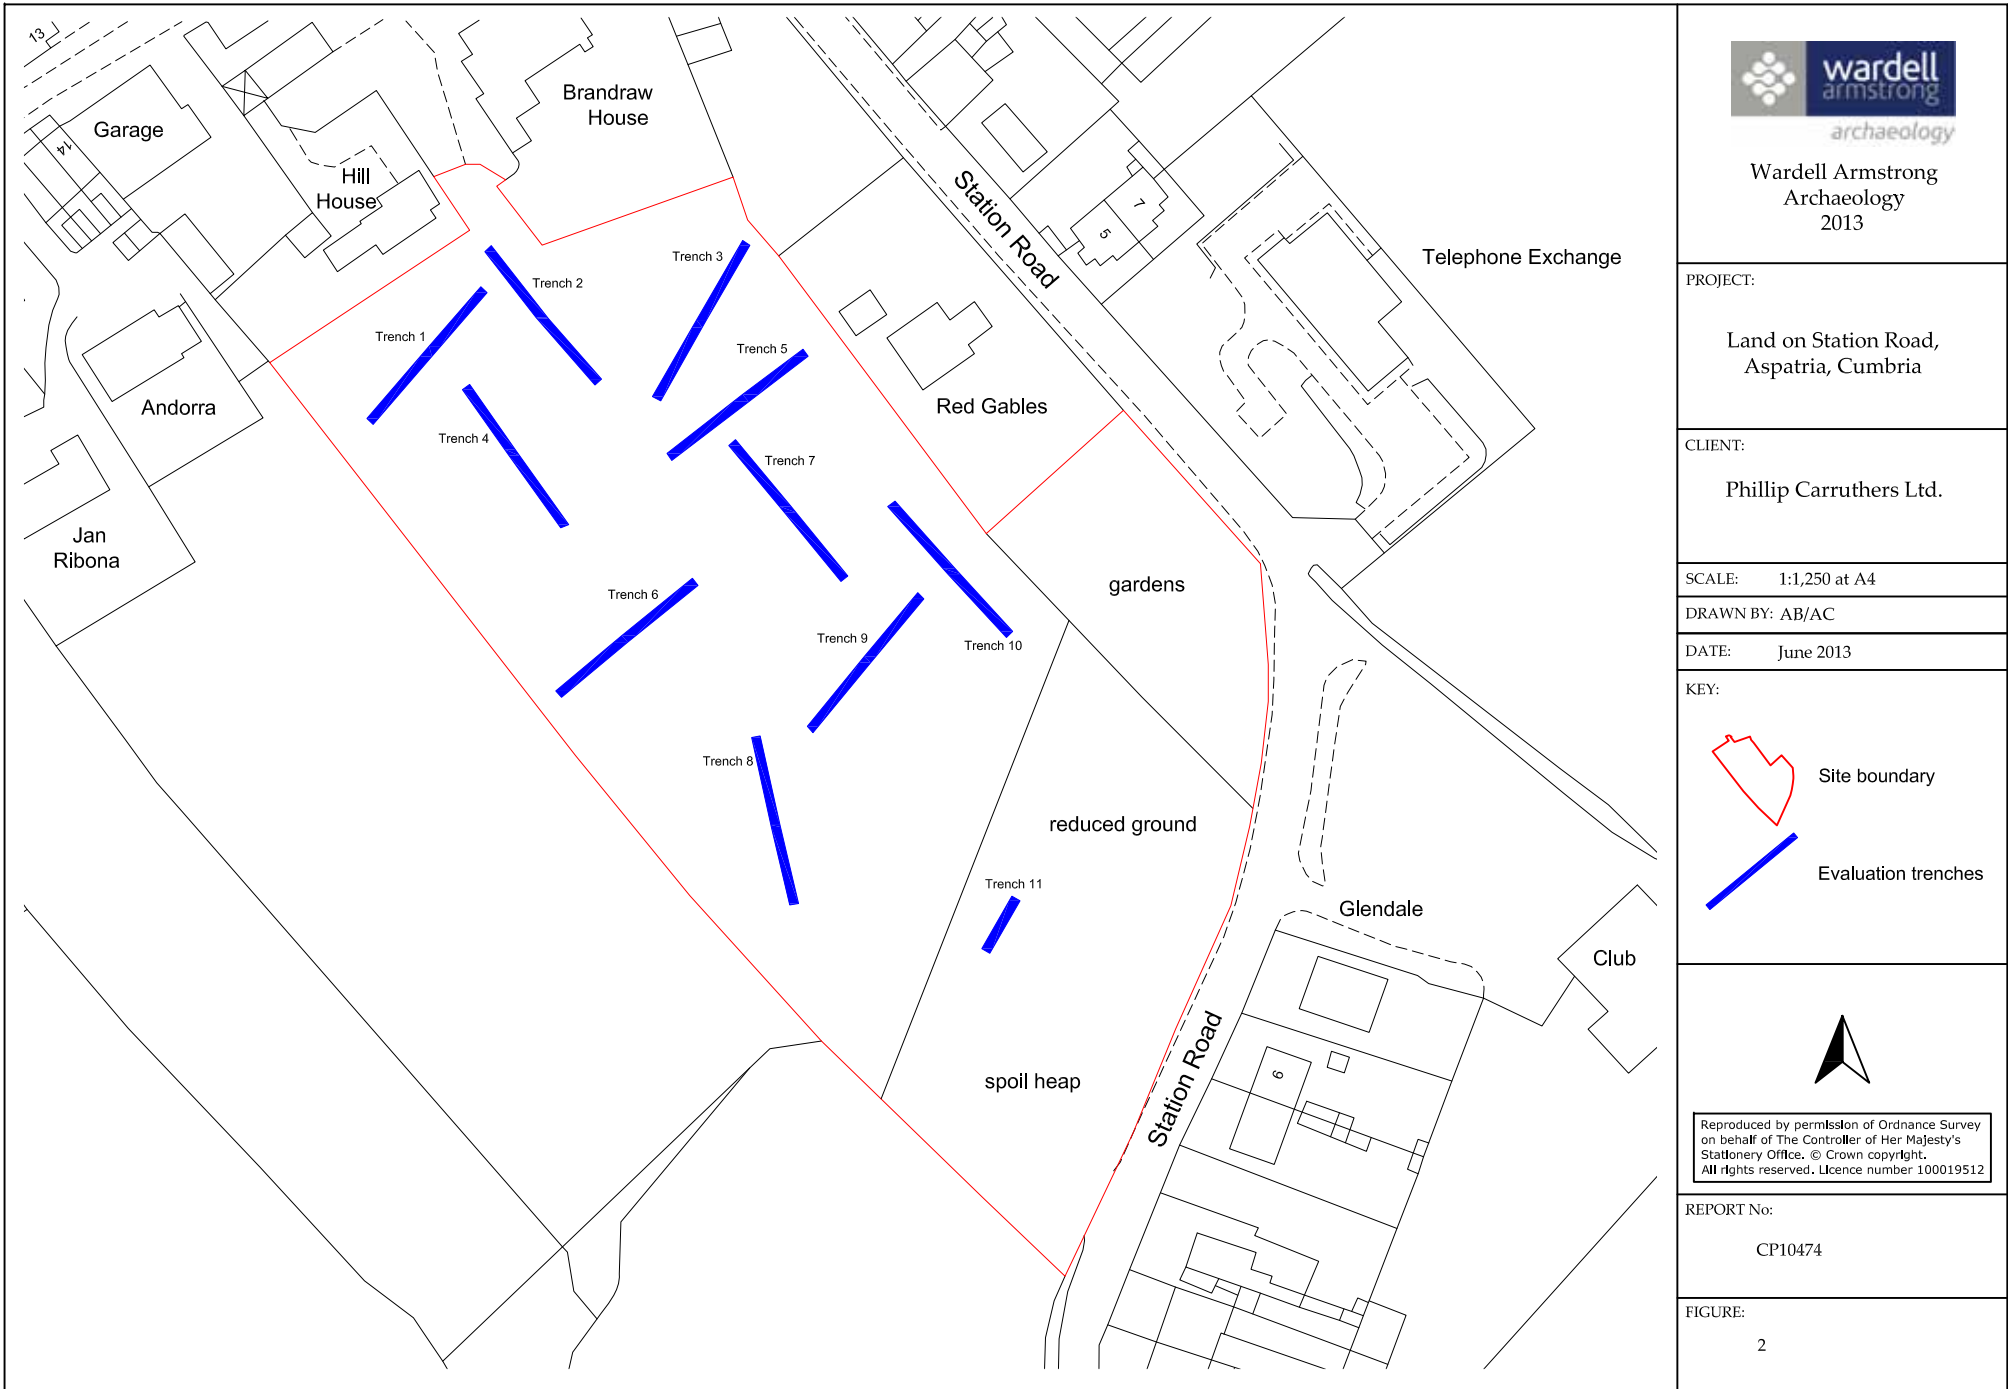 13
Garage
14
Hill
House
Brandraw
House
Andorra
Jan
Ribona
Trench 1
Trench 2
Trench 3
Trench 4
Trench 5
Trench 6
Trench 7
Trench 8
Trench 9
Trench 10
Trench 11
Station Road
7
5
Telephone Exchange
Red Gables
gardens
reduced ground
spoil heap
Glendale
Club
Station Road
6
wardell
armstrong
archaeology
Wardell Armstrong
Archaeology
2013
PROJECT:
Land on Station Road,
Aspatria, Cumbria
CLIENT:
Phillip Carruthers Ltd.
SCALE: 1:1,250 at A4
DRAWN BY: AB/AC
DATE: June 2013
KEY:
Site boundary
Evaluation trenches
Reproduced by permission of Ordnance Survey
on behalf of The Controller of Her Majesty's
Stationery Office. © Crown copyright.
All rights reserved. Licence number 100019512
REPORT No:
CP10474
FIGURE:
2